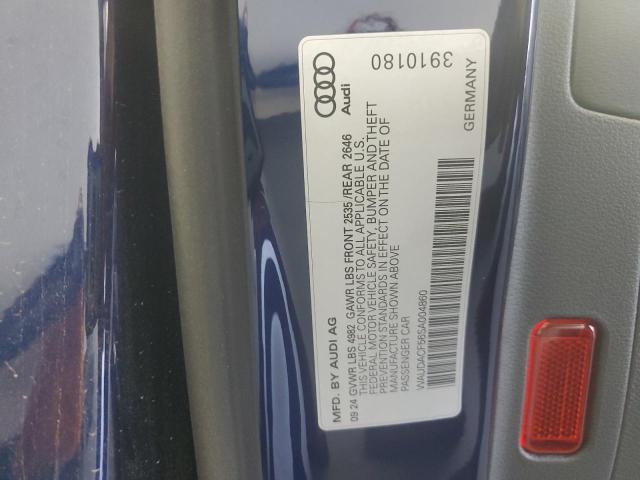 Audi
3910180
MFD. BY AUDI AG
GERMANY
09.24 GVWR LBS 4982 GAWR LBS FRONT 2535/REAR 2646
THIS VEHICLE CONFORMS TO ALL APPLICABLE U.S.
FEDERAL MOTOR VEHICLE SAFETY, BUMPER AND THEFT
PREVENTION STANDARDS IN EFFECT ON THE DATE OF
MANUFACTURE SHOWN ABOVE
PASSENGER CAR
WAUDACF58SA004860